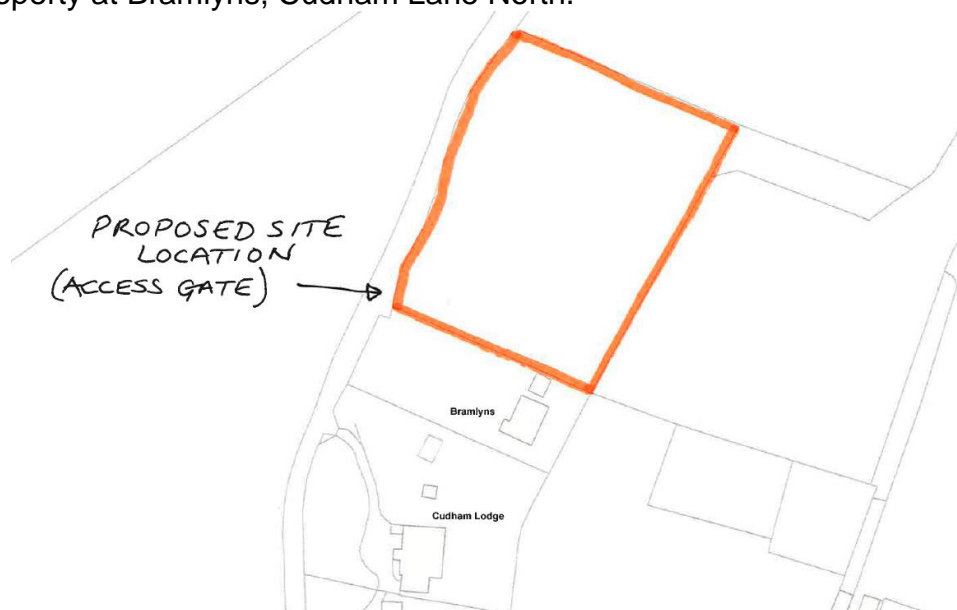 operty at Bramlyns, Cudham Lane North.
PROPOSED SITE
LOCATION
(ACCESS GATE)
Bramlyns
Cudham Lodge